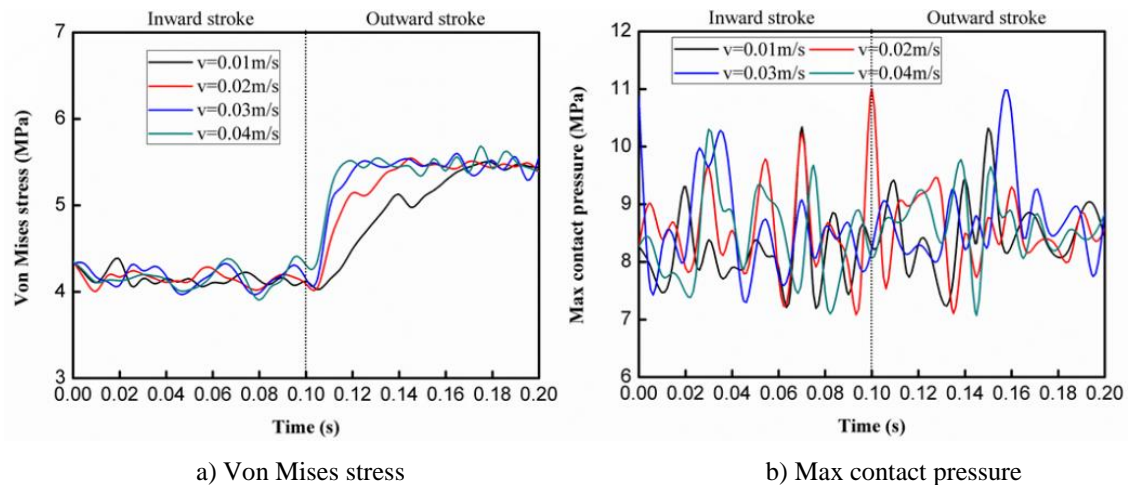 Inward stroke Outward stroke
7
6
5
4
3
Von Mises stress (MPa)
v=0.01m/s
v=0.02m/s
v=0.03m/s
v=0.04m/s
0.00 0.02 0.04 0.06 0.08 0.10 0.12 0.14 0.16 0.18 0.20
Time (s)
a) Von Mises stress
Inward stroke Outward stroke
12
11
10
9
8
7
6
Max contact pressure (MPa)
v=0.01m/s v=0.02m/s
v=0.03m/s v=0.04m/s
0.00 0.02 0.04 0.06 0.08 0.10 0.12 0.14 0.16 0.18 0.20
Time (s)
b) Max contact pressure